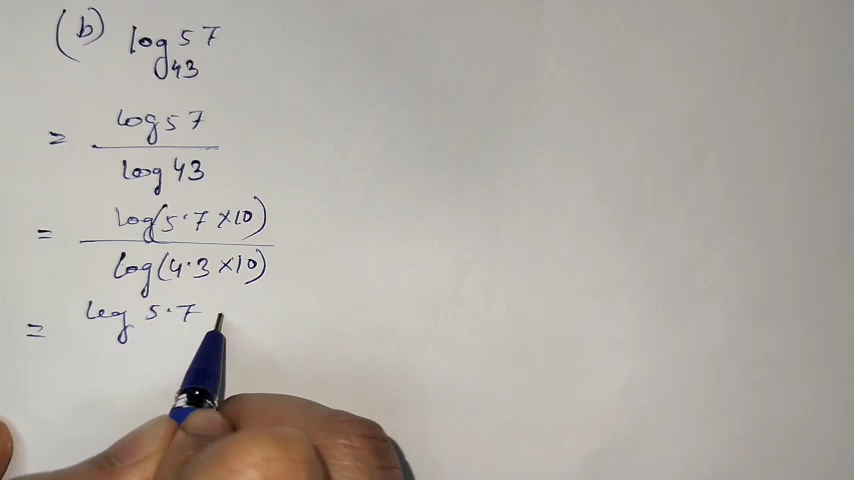 (b) log₄₃ 57
= log 57 / log 43
= log(5·7 ×10) / log(4·3 ×10)
= log 5·7